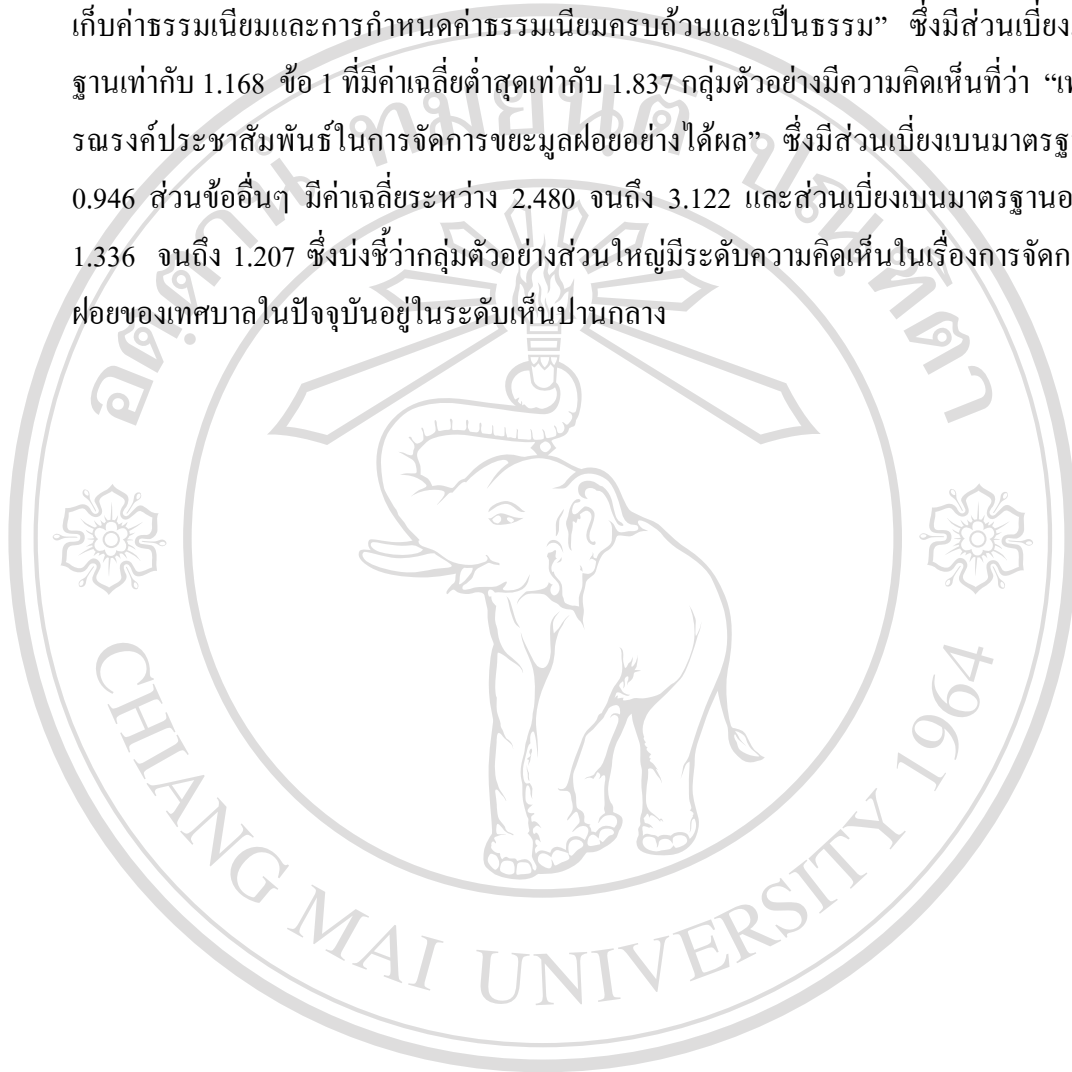 เก็บค่าธรรมเนียมและการกำหนดค่าธรรมเนียมครบถ้วนและเป็นธรรม” ซึ่งมีส่วนเบี่ยง
ฐานเท่ากับ 1.168 ข้อ 1 ที่มีค่าเฉลี่ยต่ำสุดเท่ากับ 1.837 กลุ่มตัวอย่างมีความคิดเห็นที่ว่า “เท
รณรงค์ประชาสัมพันธ์ในการจัดการขยะมูลฝอยอย่างได้ผล” ซึ่งมีส่วนเบี่ยงเบนมาตรฐ
0.946 ส่วนข้ออื่นๆ มีค่าเฉลี่ยระหว่าง 2.480 จนถึง 3.122 และส่วนเบี่ยงเบนมาตรฐานอ
1.336 จนถึง 1.207 ซึ่งบ่งชี้ว่ากลุ่มตัวอย่างส่วนใหญ่มีระดับความคิดเห็นในเรื่องการจัดก
ฝอยของเทศบาลในปัจจุบันอยู่ในระดับเห็นปานกลาง
อตฺตานํ ทมยนฺติ ปณฺฑิตา
CHIANG MAI UNIVERSITY 1964